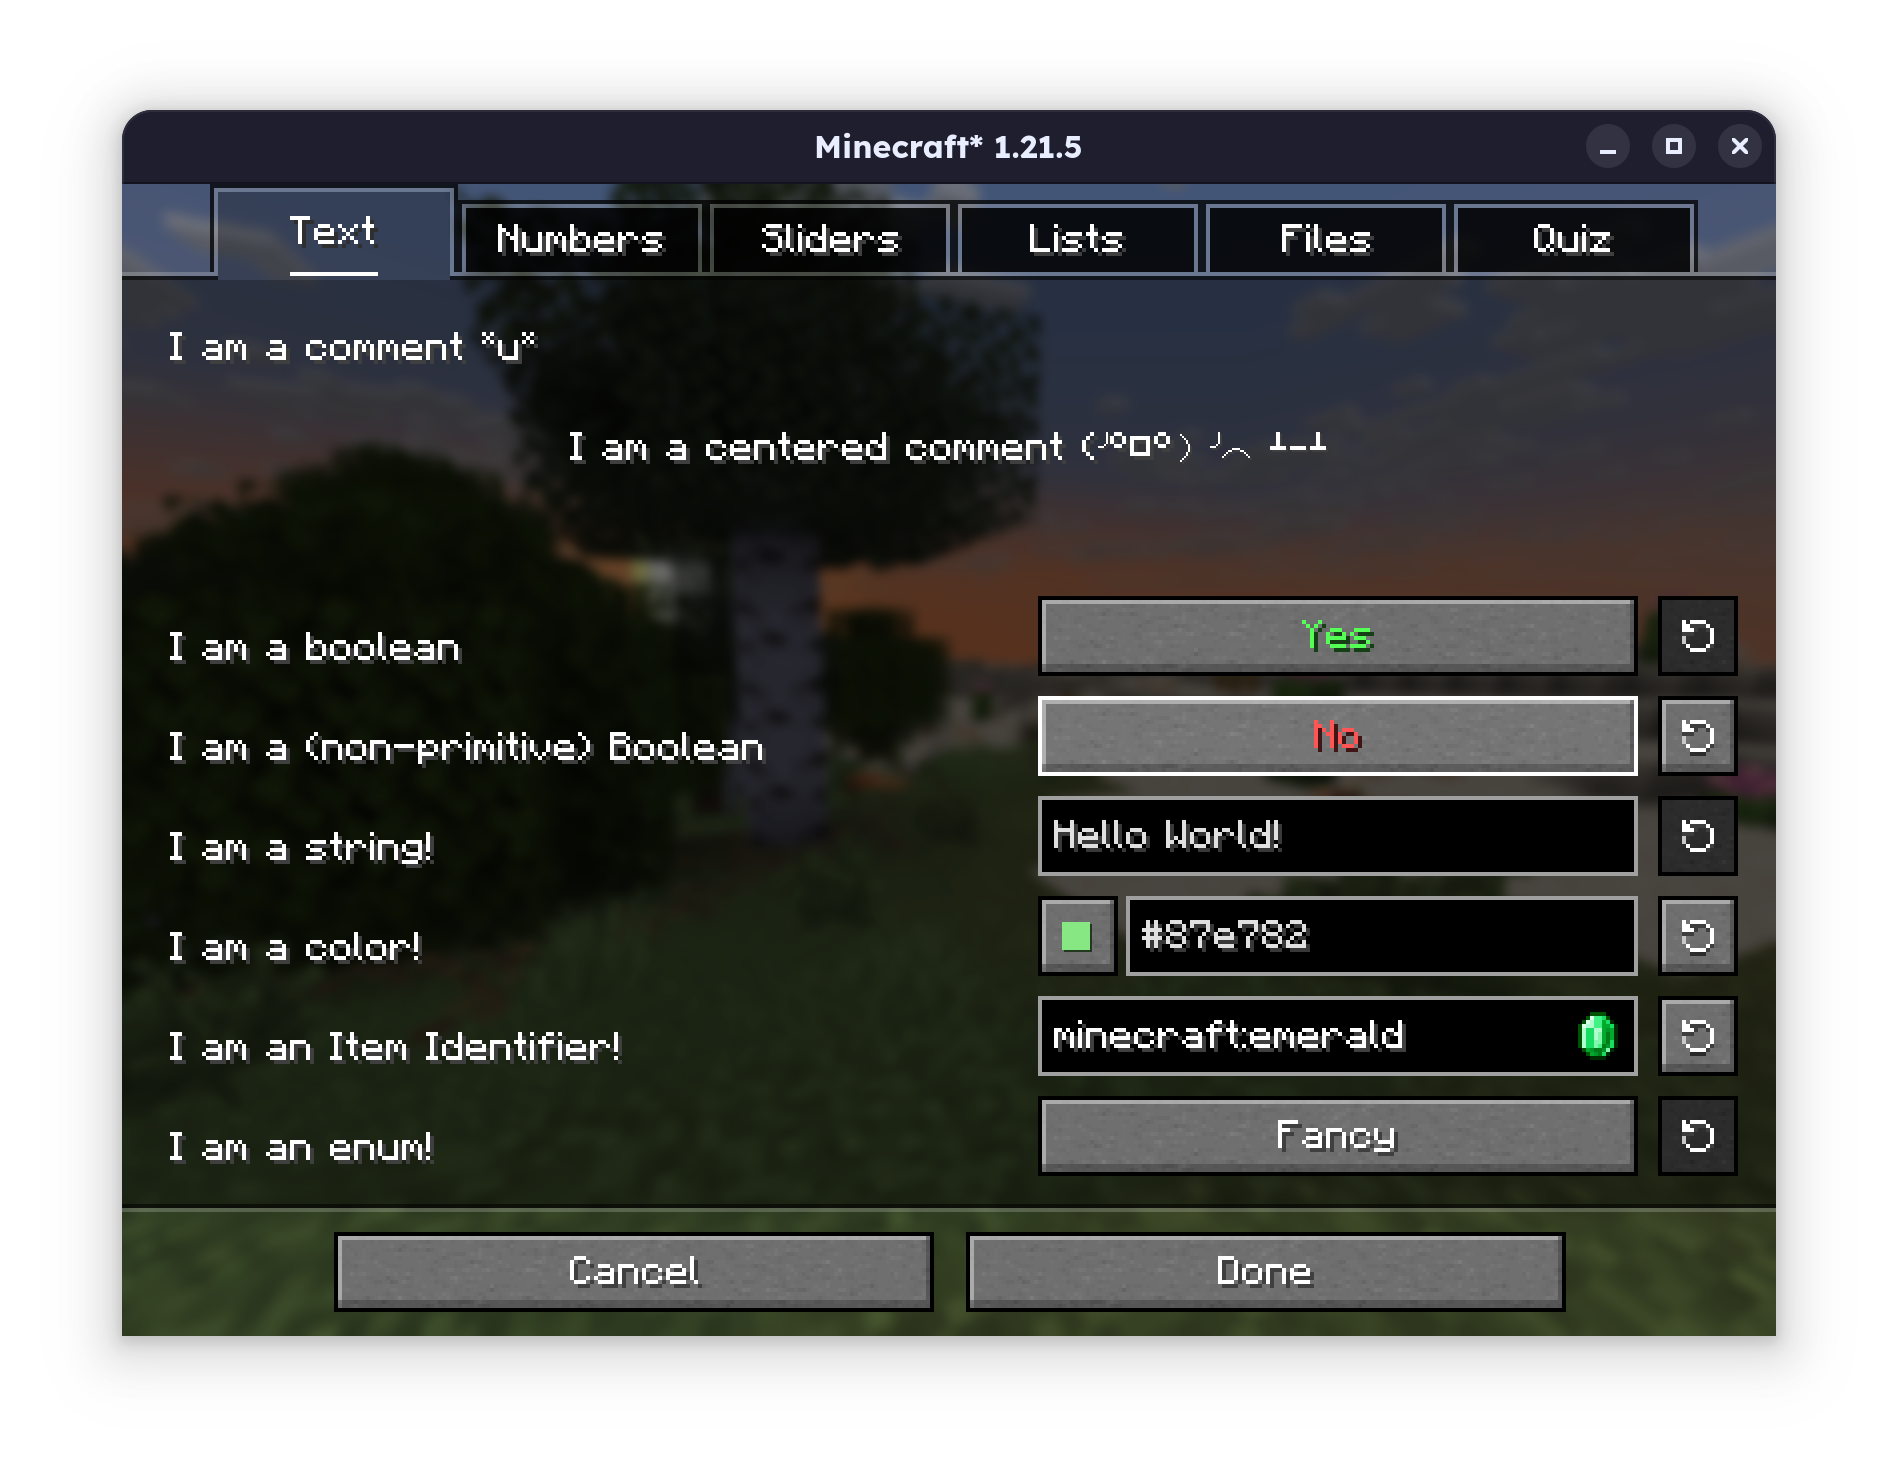 Minecraft* 1.21.5
Text Numbers Sliders Lists Files Quiz
I am a comment *u*
I am a centered comment (╯°□°)╯︵ ┴─┴
I am a boolean Yes
I am a (non-primitive) Boolean No
I am a string! Hello World!
I am a color! #87e782
I am an Item Identifier! minecraft:emerald
I am an enum! Fancy
Cancel Done